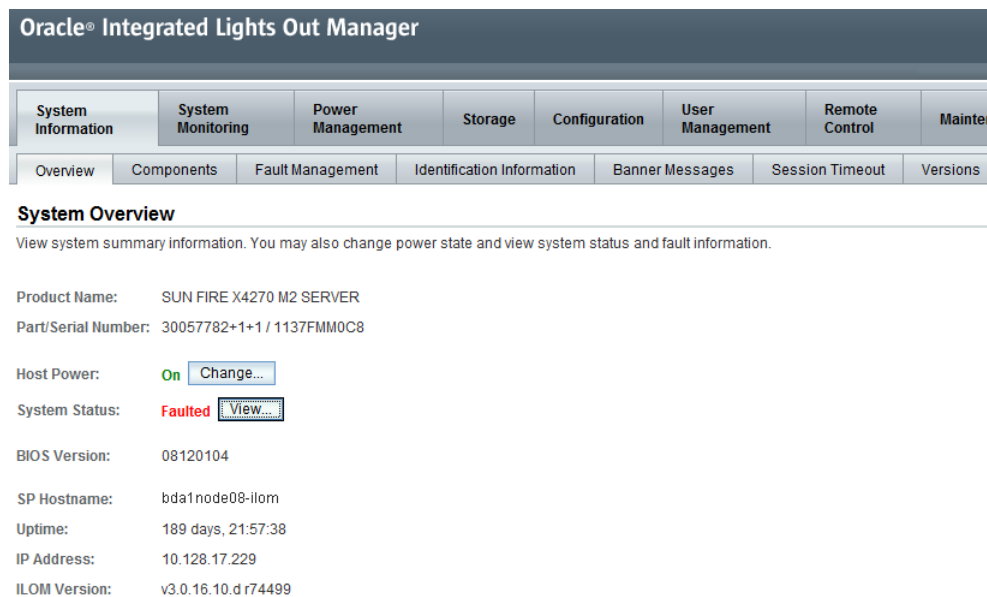 Oracle® Integrated Lights Out Manager
System Information System Monitoring Power Management Storage Configuration User Management Remote Control Mainte
Overview Components Fault Management Identification Information Banner Messages Session Timeout Versions
System Overview
View system summary information. You may also change power state and view system status and fault information.
Product Name: SUN FIRE X4270 M2 SERVER
Part/Serial Number: 30057782+1+1 / 1137FMM0C8
Host Power: On Change...
System Status: Faulted View...
BIOS Version: 08120104
SP Hostname: bda1node08-ilom
Uptime: 189 days, 21:57:38
IP Address: 10.128.17.229
ILOM Version: v3.0.16.10.d r74499